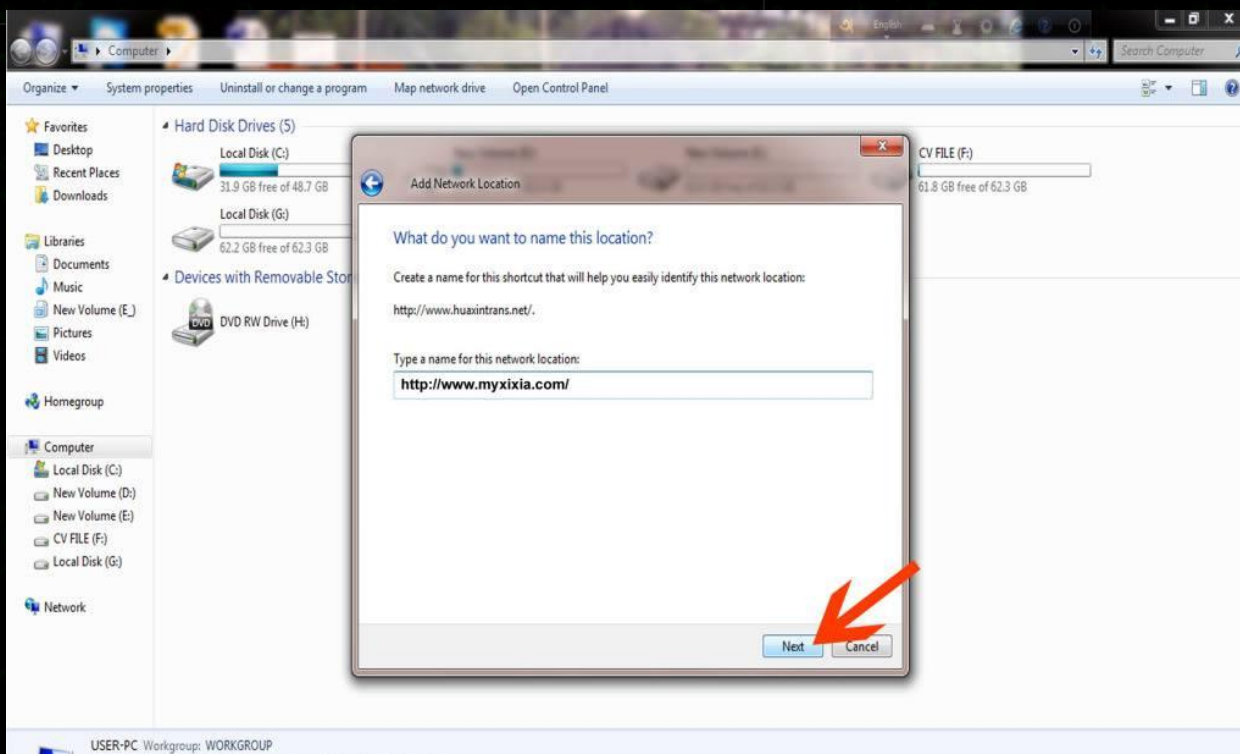 English
Computer
Search Computer
Organize System properties Uninstall or change a program Map network drive Open Control Panel
Favorites
Desktop
Recent Places
Downloads
Libraries
Documents
Music
New Volume (E_)
Pictures
Videos
Homegroup
Computer
Local Disk (C:)
New Volume (D:)
New Volume (E:)
CV FILE (F:)
Local Disk (G:)
Network
Hard Disk Drives (5)
Local Disk (C:)
31.9 GB free of 48.7 GB
Local Disk (G:)
62.2 GB free of 62.3 GB
Devices with Removable Stor
DVD
DVD RW Drive (H:)
CV FILE (F:)
61.8 GB free of 62.3 GB
Add Network Location
What do you want to name this location?
Create a name for this shortcut that will help you easily identify this network location:
http://www.huaxintrans.net/.
Type a name for this network location:
http://www.myxixia.com/
Next Cancel
USER-PC Workgroup: WORKGROUP